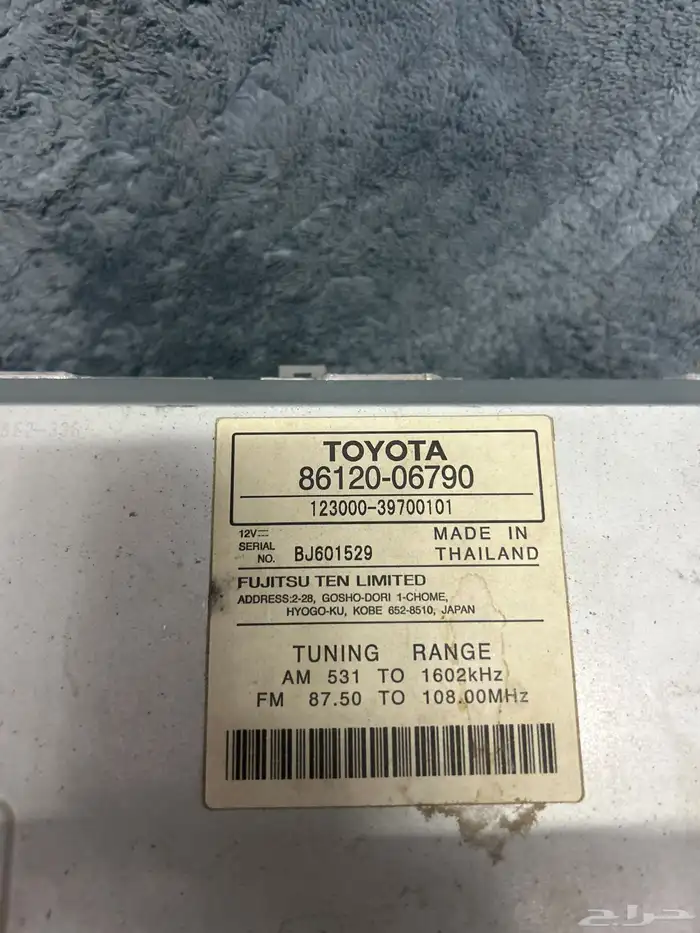 TOYOTA
86120-06790
123000-39700101
12V
SERIAL NO. BJ601529
MADE IN THAILAND
FUJITSU TEN LIMITED
ADDRESS:2-28, GOSHO-DORI 1-CHOME,
HYOGO-KU, KOBE 652-8510, JAPAN
TUNING RANGE
AM 531 TO 1602kHz
FM 87.50 TO 108.00MHz
حراج